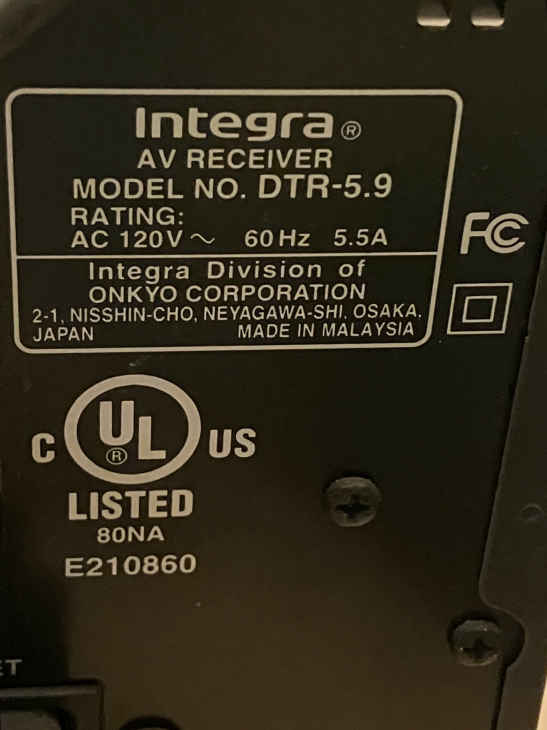 Integra®
AV RECEIVER
MODEL NO. DTR-5.9
RATING:
AC 120V ~ 60Hz 5.5A
Integra Division of
ONKYO CORPORATION
2-1, NISSHIN-CHO, NEYAGAWA-SHI, OSAKA,
JAPAN MADE IN MALAYSIA
FC
C UL® US
LISTED
80NA
E210860
ET